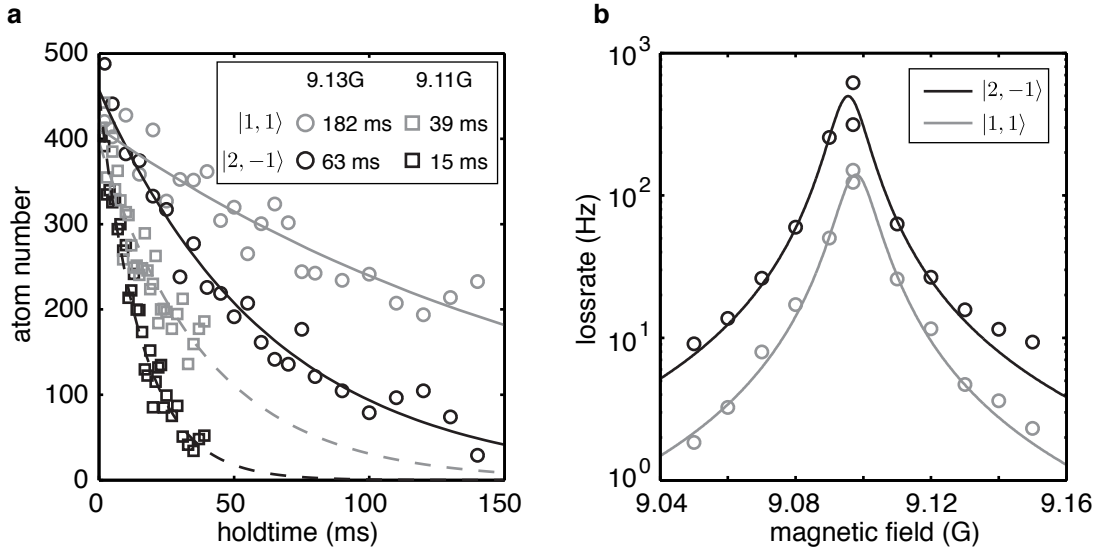 a
500
400
300
200
100
0
0
50
100
150
atom number
holdtime (ms)
9.13G 9.11G
|1, 1⟩ 182 ms 39 ms
|2, −1⟩ 63 ms 15 ms
b
10³
10²
10¹
10⁰
9.04
9.08
9.12
9.16
lossrate (Hz)
magnetic field (G)
|2, −1⟩
|1, 1⟩